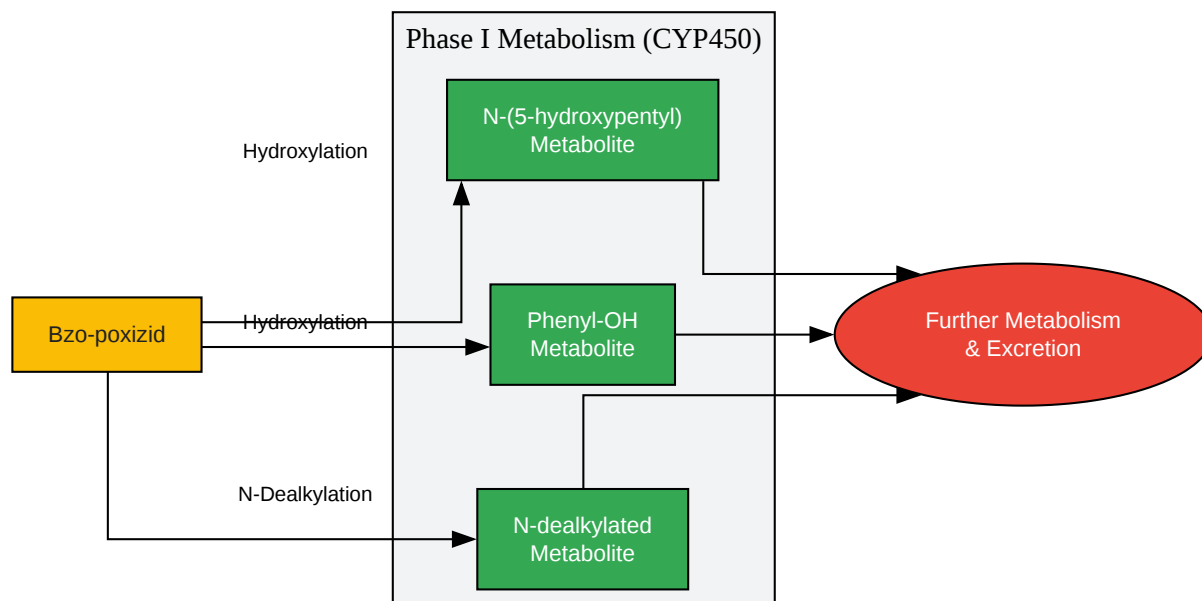 Phase I Metabolism (CYP450)
N-(5-hydroxypentyl)
Metabolite
Hydroxylation
Bzo-poxizid
Hydroxylation
Phenyl-OH
Metabolite
Further Metabolism
& Excretion
N-Dealkylation
N-dealkylated
Metabolite